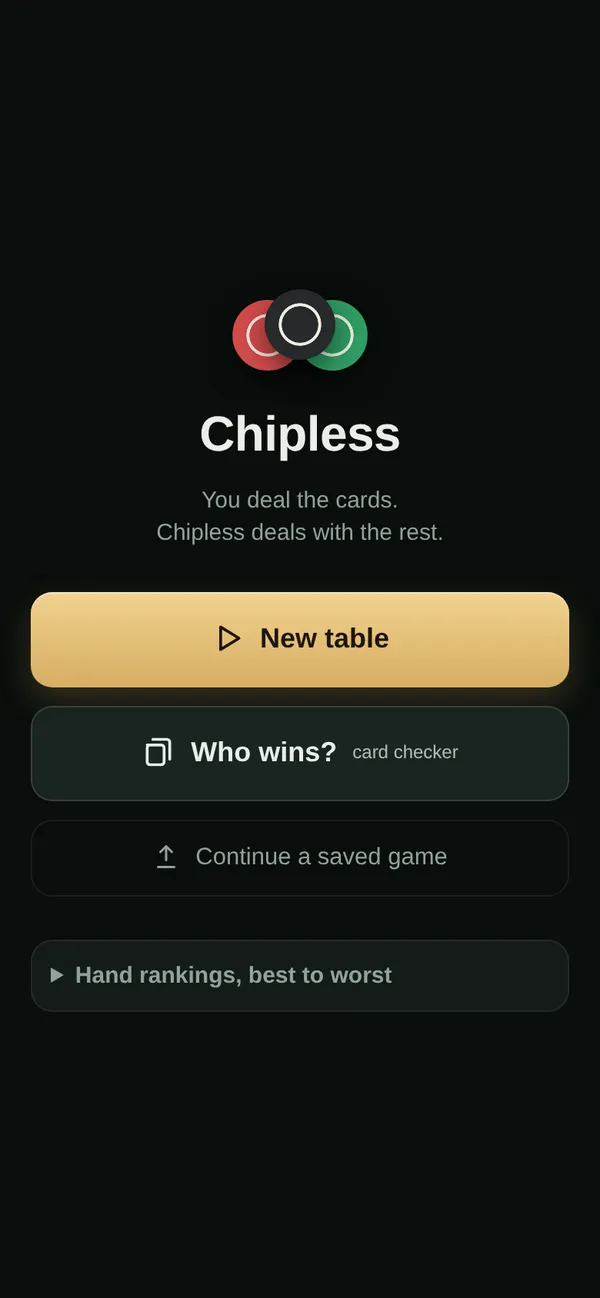 Chipless
You deal the cards.
Chipless deals with the rest.
New table
Who wins? card checker
Continue a saved game
Hand rankings, best to worst